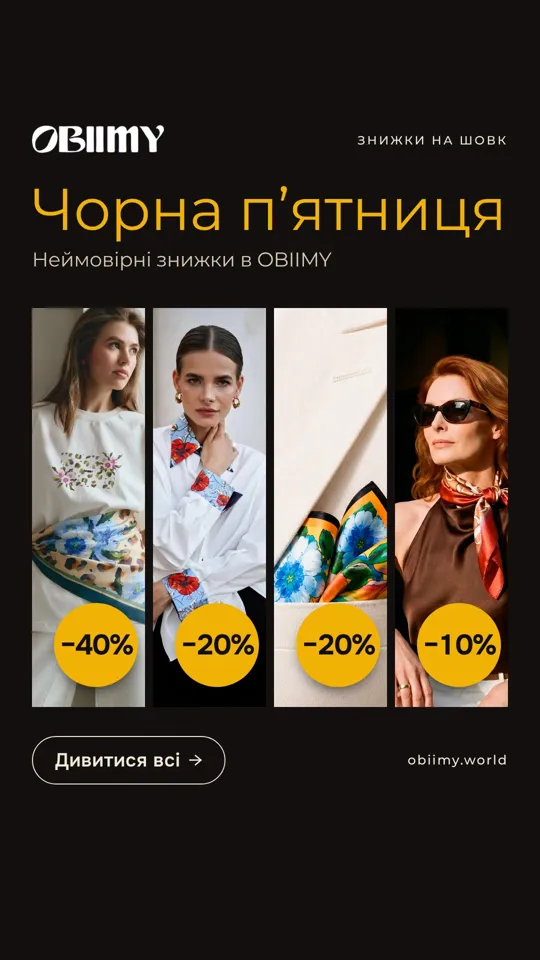 OBIIMY
ЗНИЖКИ НА ШОВК
Чорна п’ятниця
Неймовірні знижки в OBIIMY
-40%
-20%
-20%
-10%
Дивитися всі →
obiimy.world